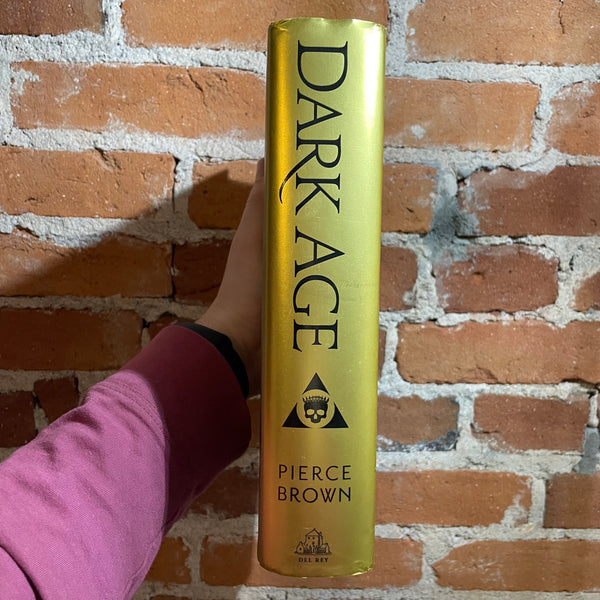 DARK AGE
PIERCE
BROWN
DEL REY